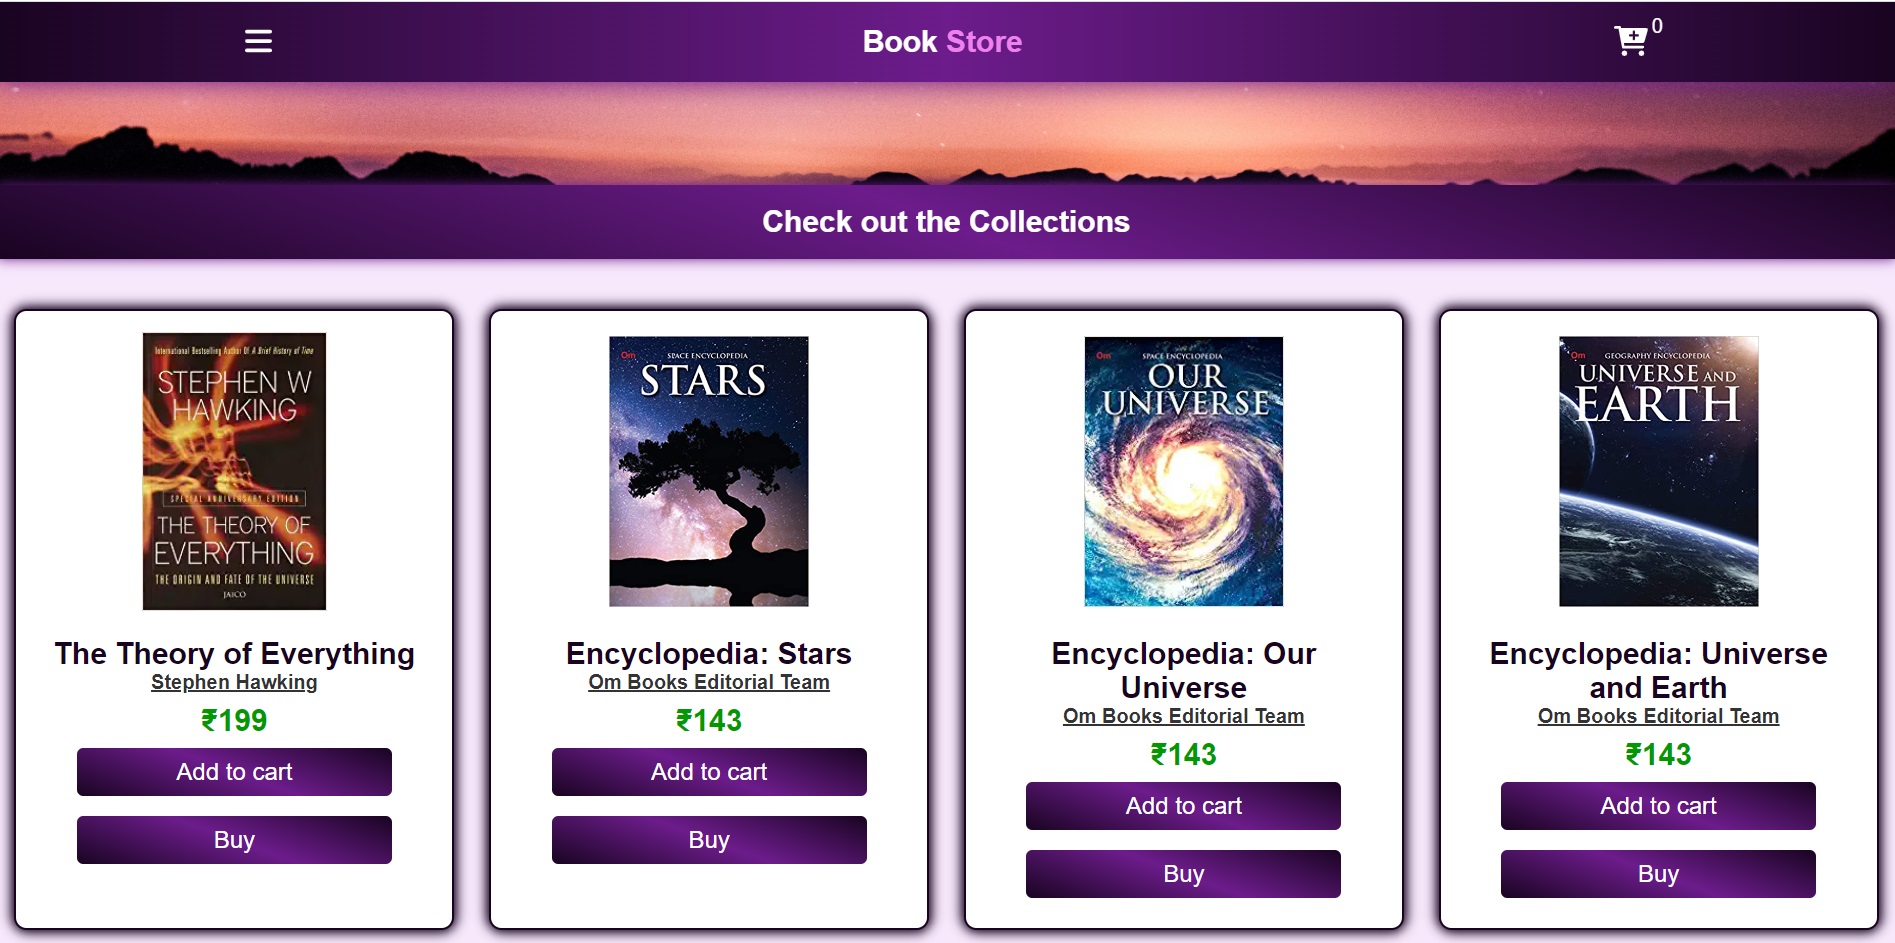 Book Store
0
Check out the Collections
International Bestselling Author Of A Brief History of Time
STEPHEN W
HAWKING
SPECIAL ANNIVERSARY EDITION
THE THEORY OF
EVERYTHING
THE ORIGIN AND FATE OF THE UNIVERSE
JAICO
The Theory of Everything
Stephen Hawking
₹199
Add to cart
Buy
Om
SPACE ENCYCLOPEDIA
STARS
Encyclopedia: Stars
Om Books Editorial Team
₹143
Add to cart
Buy
Om
SPACE ENCYCLOPEDIA
OUR
UNIVERSE
Encyclopedia: Our
Universe
Om Books Editorial Team
₹143
Add to cart
Buy
Om
GEOGRAPHY ENCYCLOPEDIA
UNIVERSE AND
EARTH
Encyclopedia: Universe
and Earth
Om Books Editorial Team
₹143
Add to cart
Buy